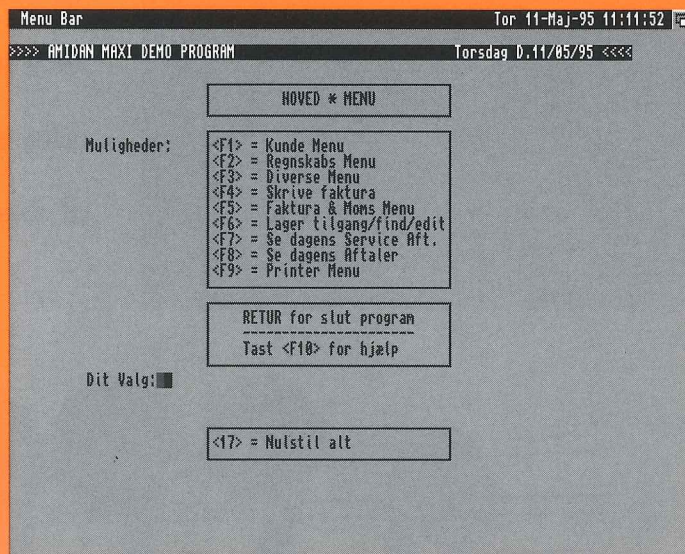 Menu Bar Tor 11-Maj-95 11:11:52
>>>> AMIDAN MAXI DEMO PROGRAM Torsdag D.11/05/95 <<<<
HOVED * MENU
Muligheder:
<F1> = Kunde Menu
<F2> = Regnskabs Menu
<F3> = Diverse Menu
<F4> = Skrive faktura
<F5> = Faktura & Moms Menu
<F6> = Lager tilgang/find/edit
<F7> = Se dagens Service Aft.
<F8> = Se dagens Aftaler
<F9> = Printer Menu
RETUR for slut program
----------------------
Tast <F10> for hjælp
Dit Valg:
<17> = Nulstil alt